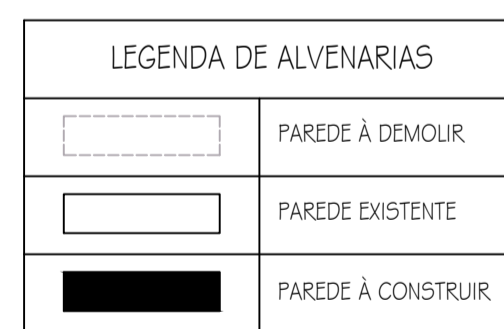 LEGENDA DE ALVENARIAS
PAREDE À DEMOLIR
PAREDE EXISTENTE
PAREDE À CONSTRUIR